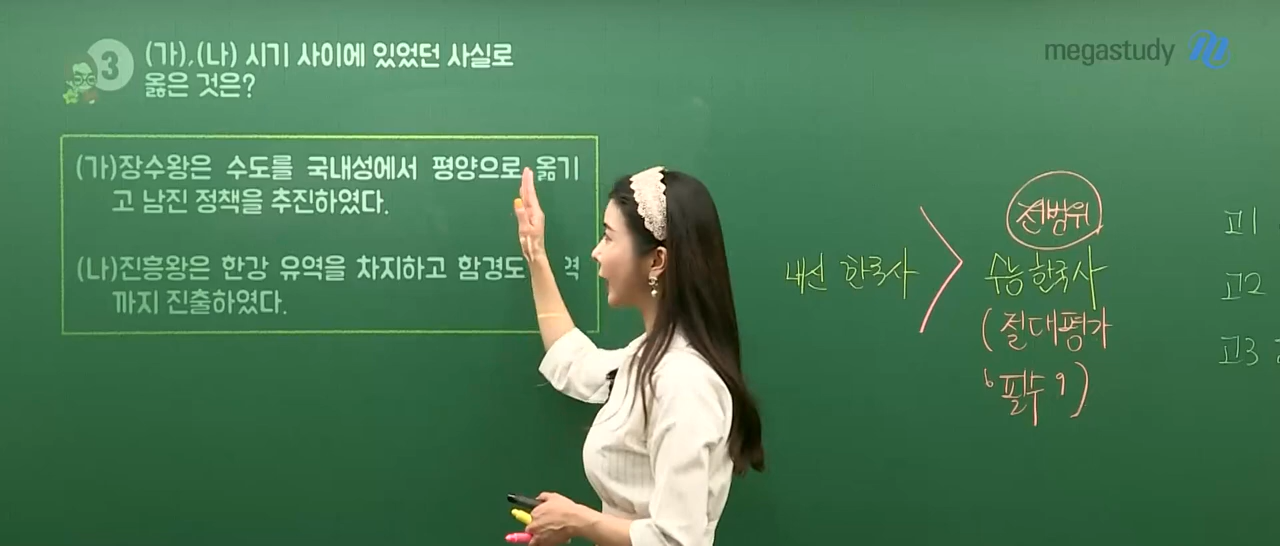 3
(가),(나) 시기 사이에 있었던 사실로
옳은 것은?
megastudy
(가)장수왕은 수도를 국내성에서 평양으로 옮기
고 남진 정책을 추진하였다.
(나)진흥왕은 한강 유역을 차지하고 함경도 역
까지 진출하였다.
내신 한국사
전범위
수능 한국사
(절대평가
필수)
고1
고2
고3